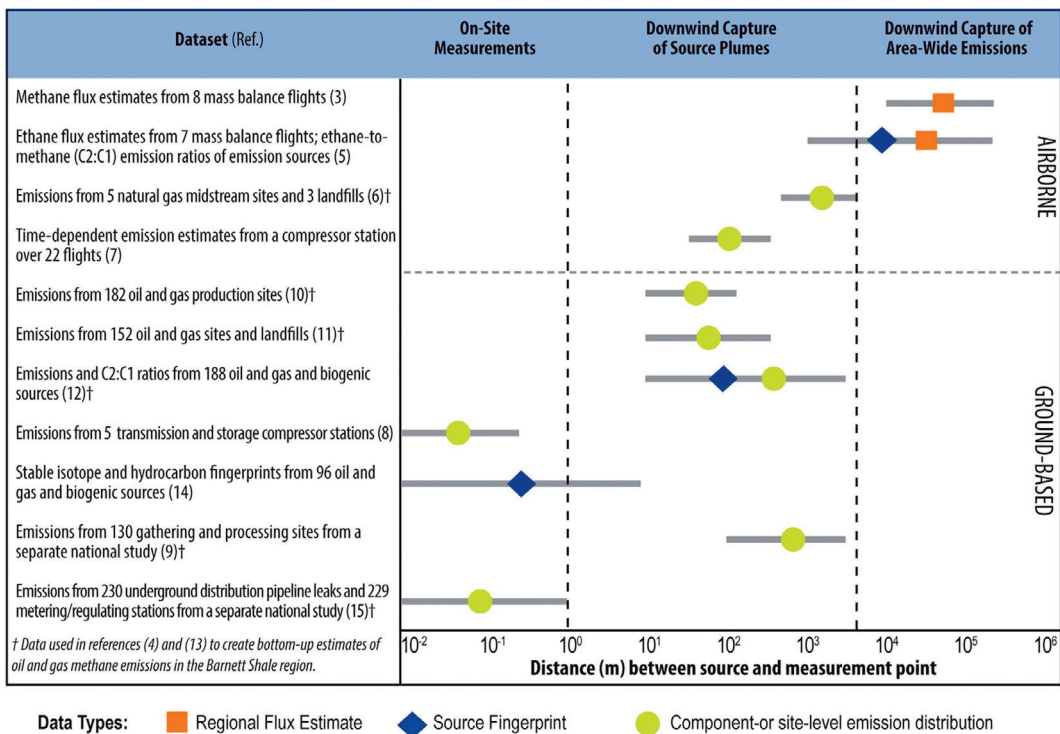 Dataset (Ref.)
On-Site
Measurements
Downwind Capture
of Source Plumes
Downwind Capture of
Area-Wide Emissions
Methane flux estimates from 8 mass balance flights (3)
Ethane flux estimates from 7 mass balance flights; ethane-to-
methane (C2:C1) emission ratios of emission sources (5)
Emissions from 5 natural gas midstream sites and 3 landfills (6)†
Time-dependent emission estimates from a compressor station
over 22 flights (7)
AIRBORNE
Emissions from 182 oil and gas production sites (10)†
Emissions from 152 oil and gas sites and landfills (11)†
Emissions and C2:C1 ratios from 188 oil and gas and biogenic
sources (12)†
Emissions from 5 transmission and storage compressor stations (8)
Stable isotope and hydrocarbon fingerprints from 96 oil and
gas and biogenic sources (14)
Emissions from 130 gathering and processing sites from a
separate national study (9)†
Emissions from 230 underground distribution pipeline leaks and 229
metering/regulating stations from a separate national study (15)†
GROUND-BASED
† Data used in references (4) and (13) to create bottom-up estimates of
oil and gas methane emissions in the Barnett Shale region.
10⁻² 10⁻¹ 10⁰ 10¹ 10² 10³ 10⁴ 10⁵ 10⁶
Distance (m) between source and measurement point
Data Types: Regional Flux Estimate Source Fingerprint Component-or site-level emission distribution